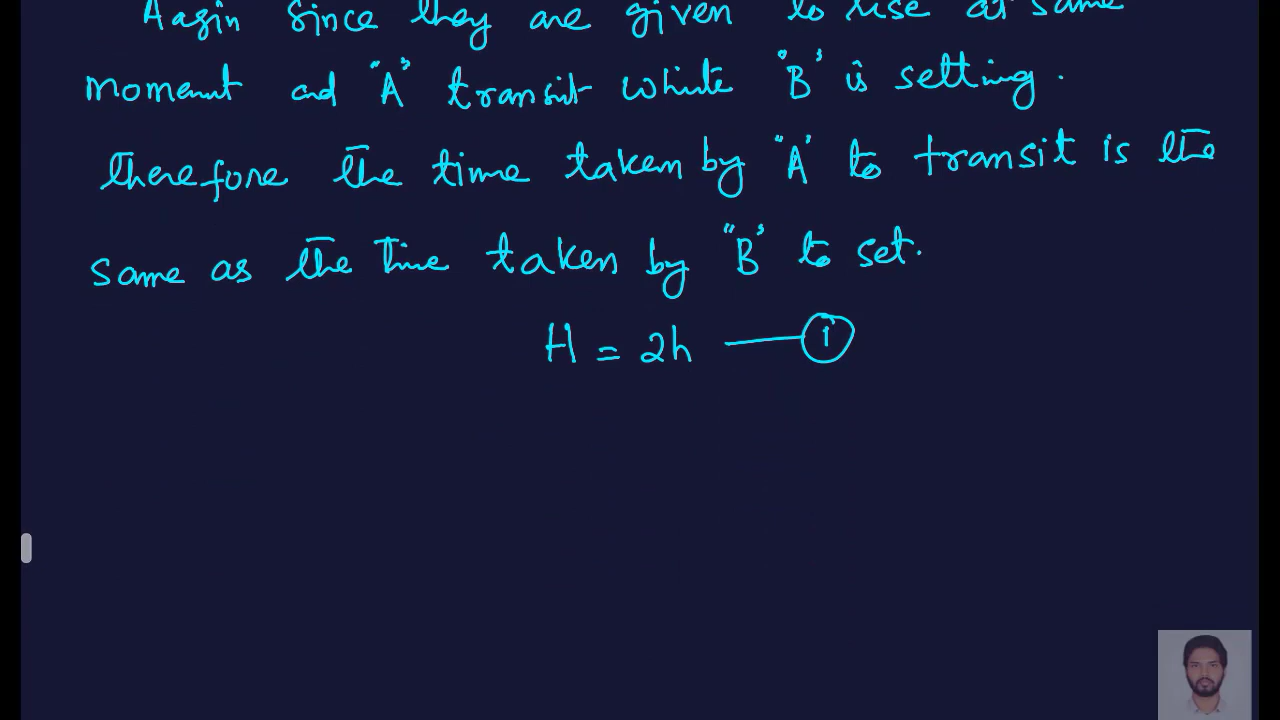 Aagin since they are given to rise at same
moment and "A" transit while "B" is setting.
therefore the time taken by "A" to transit is the
same as the time taken by "B" to set.
H = 2h —— 1